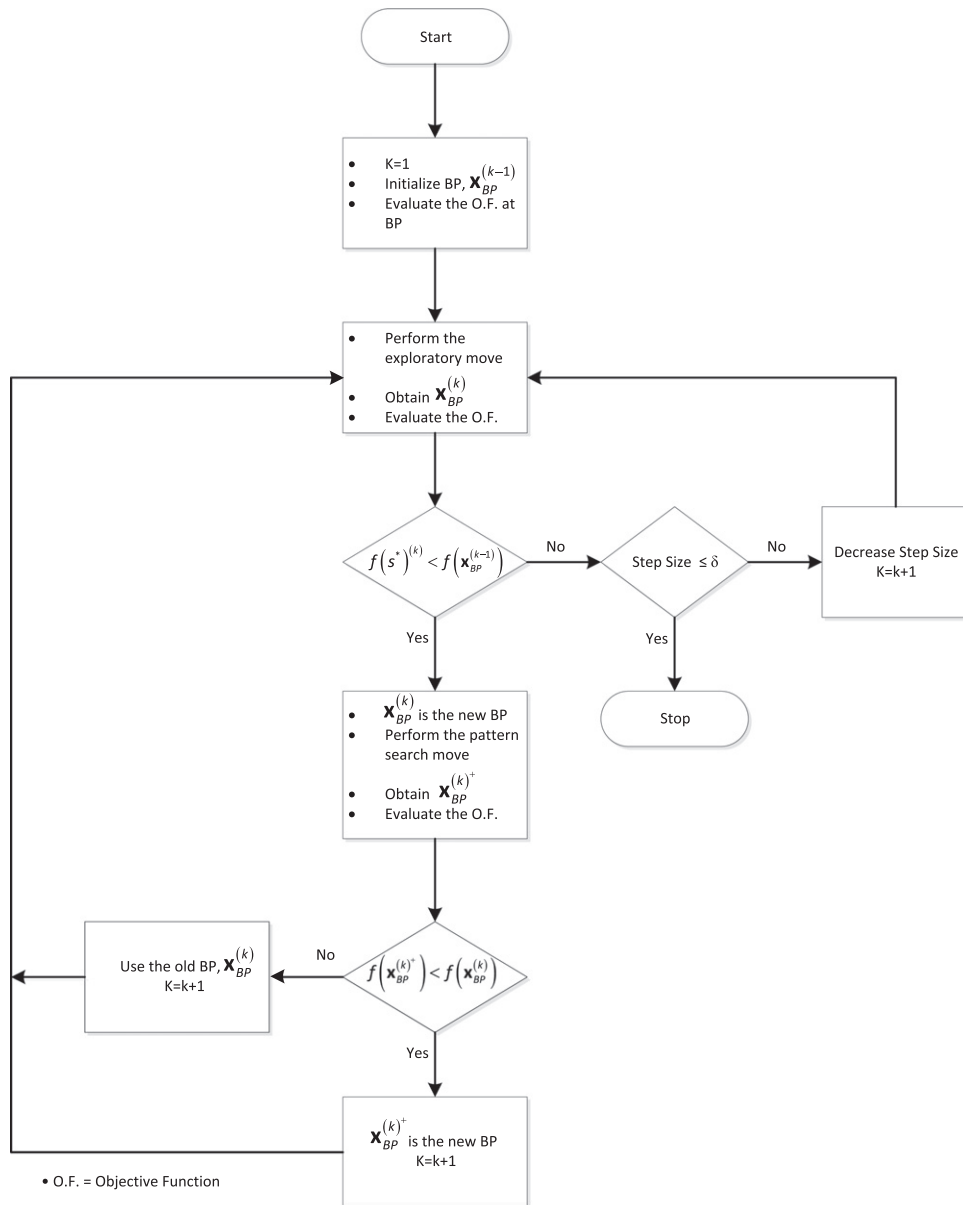 Start
• K=1
• Initialize BP, 𝐱_BP^(k−1)
• Evaluate the O.F. at
BP
• Perform the
exploratory move
• Obtain 𝐱_BP^(k)
• Evaluate the O.F.
f(s*)^(k) < f(𝐱_BP^(k−1))
No
Step Size ≤ δ
No
Decrease Step Size
K=k+1
Yes
Yes
Stop
• 𝐱_BP^(k) is the new BP
• Perform the pattern
search move
• Obtain 𝐱_BP^(k)+
• Evaluate the O.F.
f(𝐱_BP^(k)+) < f(𝐱_BP^(k))
No
Use the old BP, 𝐱_BP^(k)
K=k+1
Yes
𝐱_BP^(k)+ is the new BP
K=k+1
• O.F. = Objective Function